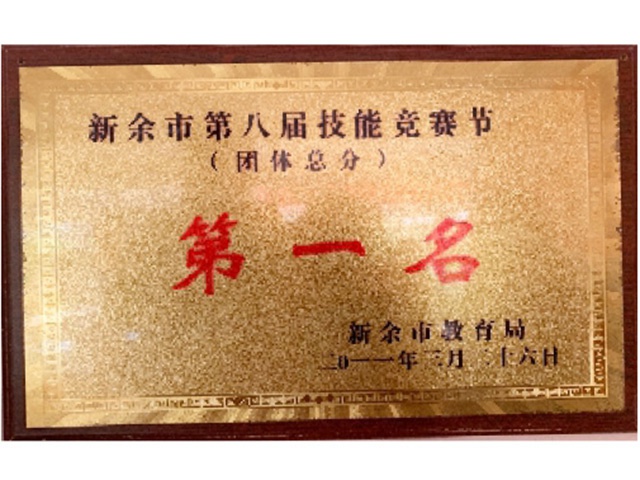 新余市第八届技能竞赛节
（团体总分）
第一名
新余市教育局
二0一一年三月二十六日